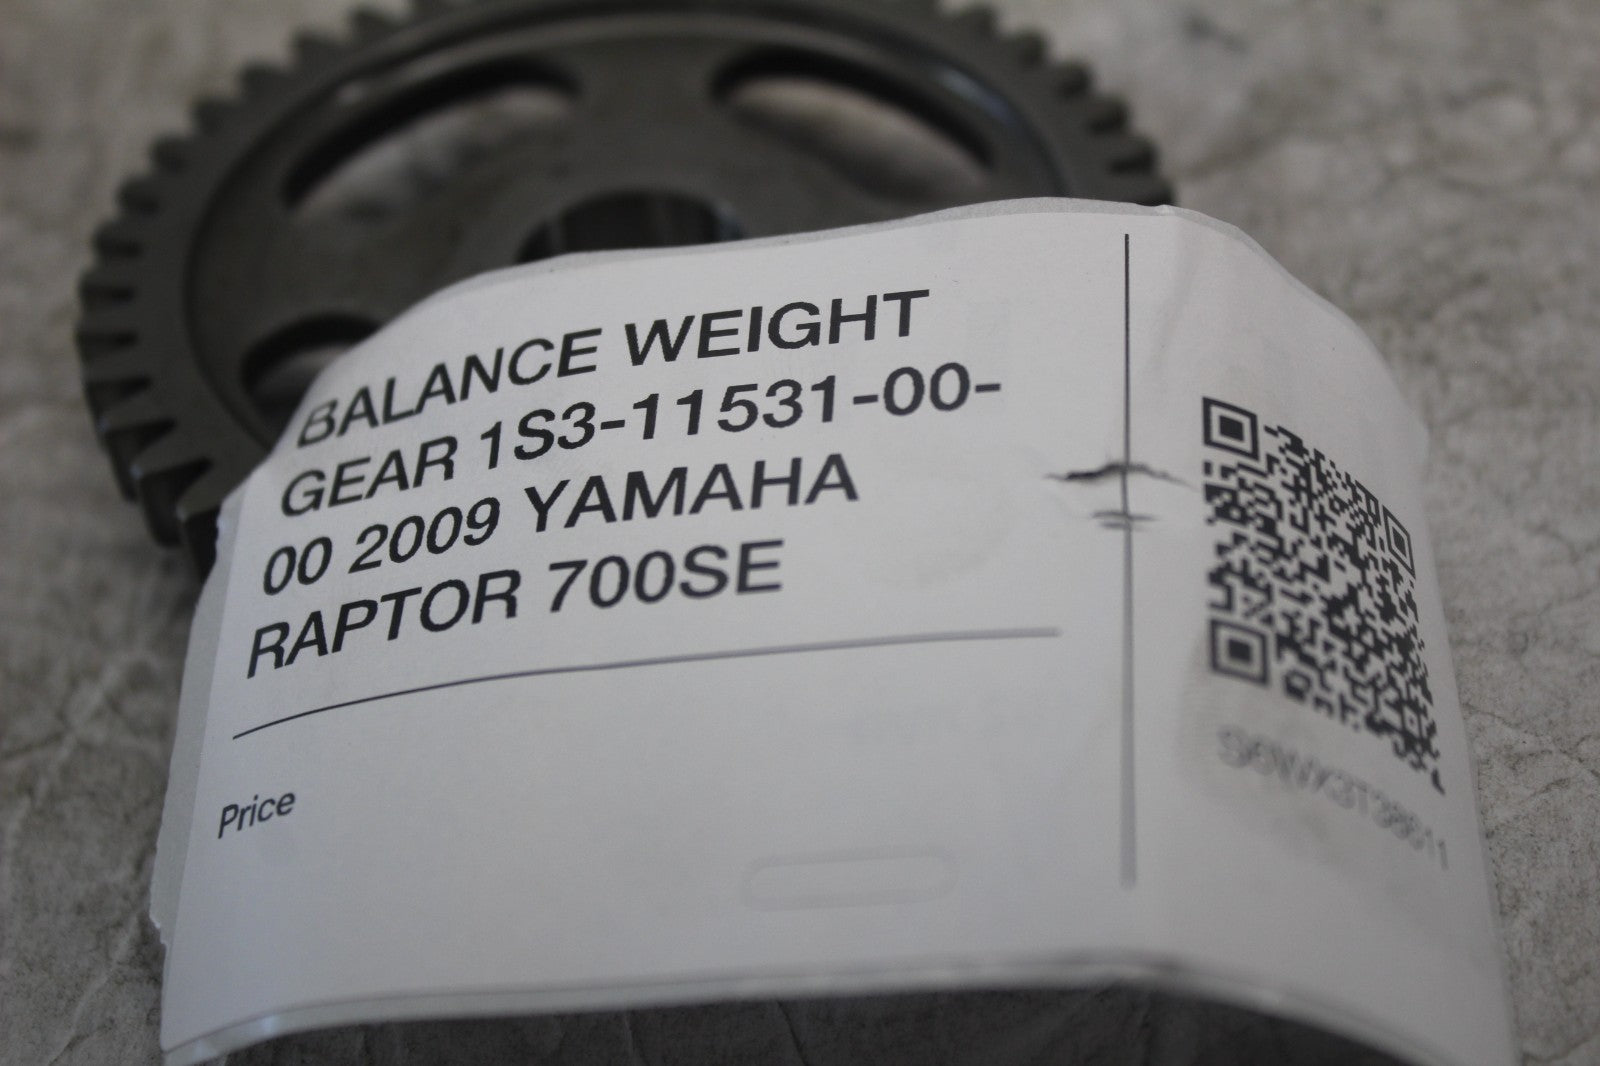 BALANCE WEIGHT
GEAR 1S3-11531-00-
00 2009 YAMAHA
RAPTOR 700SE
Price